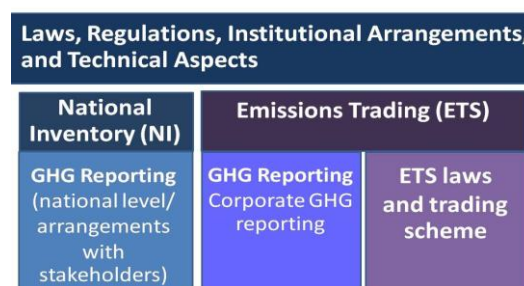 Laws, Regulations, Institutional Arrangements,
and Technical Aspects
National
Inventory (NI)
Emissions Trading (ETS)
GHG Reporting
(national level/
arrangements
with
stakeholders)
GHG Reporting
Corporate GHG
reporting
ETS laws
and trading
scheme